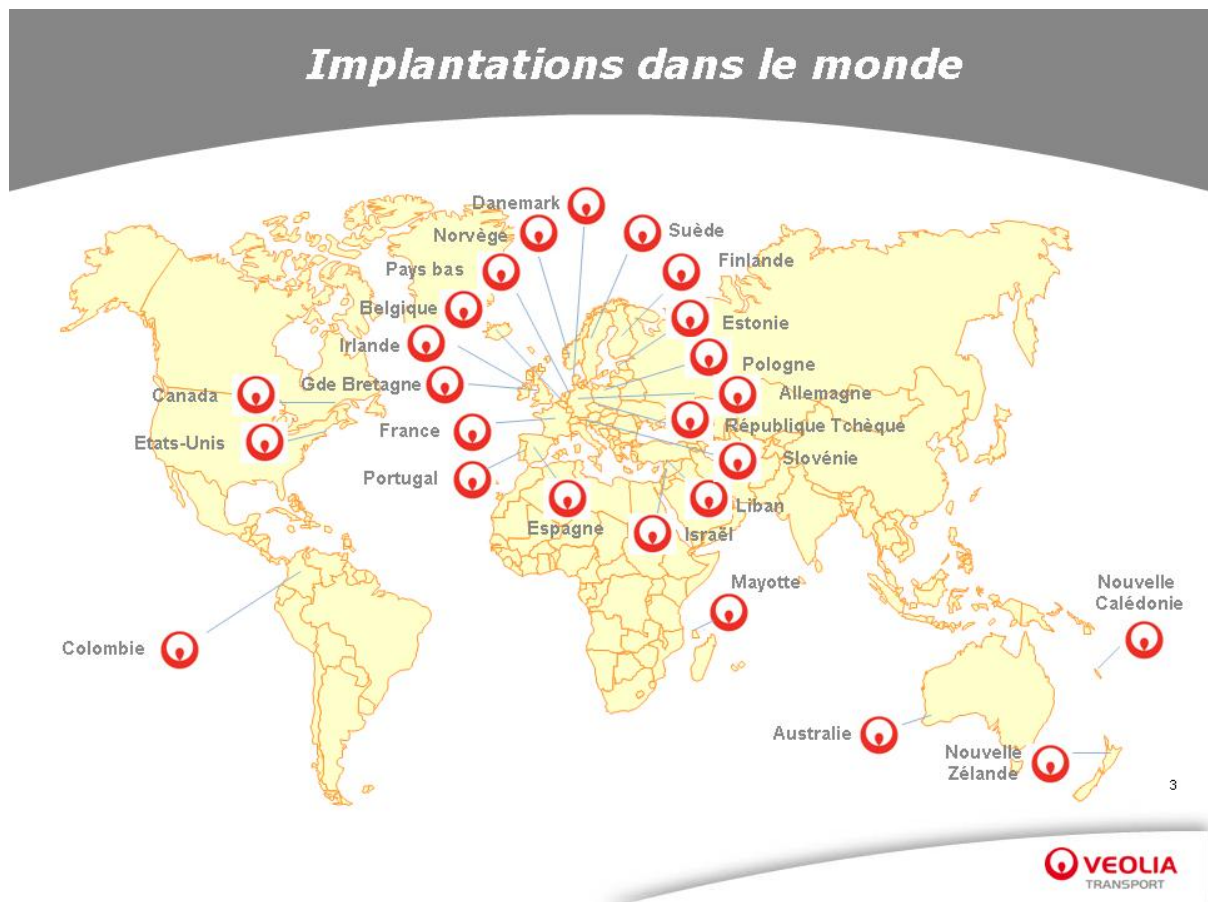 Implantations dans le monde
Danemark
Norvège
Suède
Pays bas
Finlande
Belgique
Estonie
Irlande
Pologne
Gde Bretagne
Allemagne
Canada
République Tchèque
France
Etats-Unis
Slovénie
Portugal
Liban
Espagne
Israël
Mayotte
Nouvelle
Calédonie
Colombie
Australie
Nouvelle
Zélande
3
VEOLIA
TRANSPORT